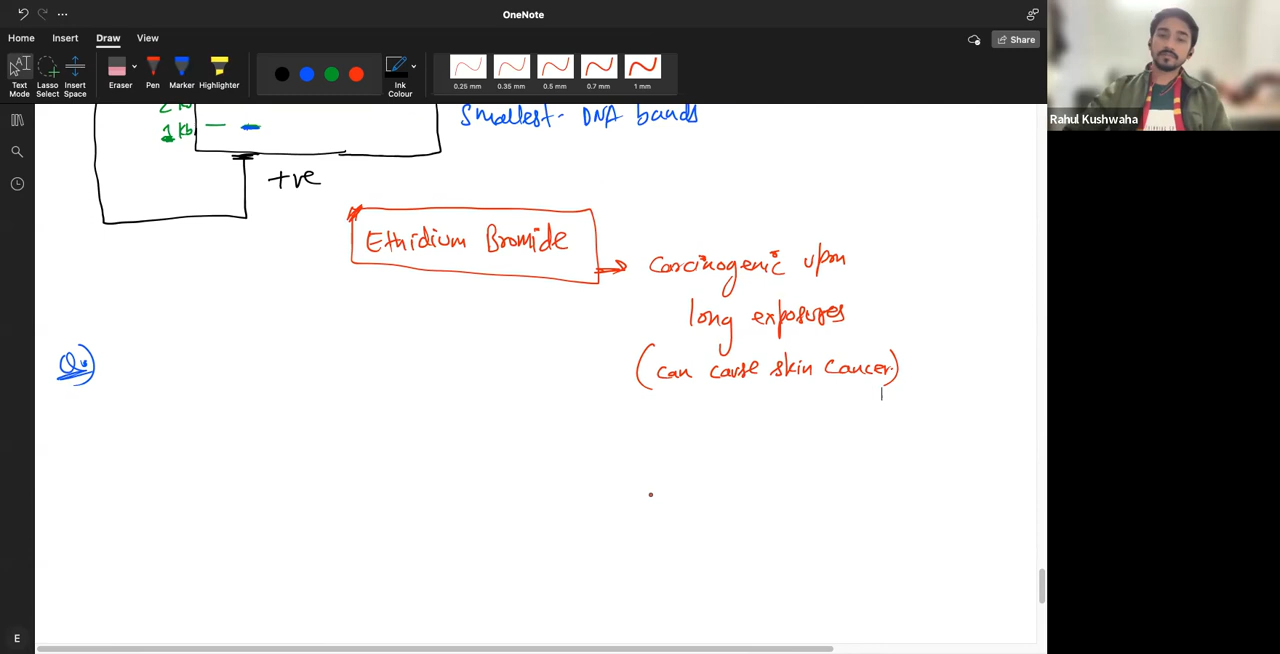 OneNote
Home Insert Draw View
Share
Text Mode
Lasso Select
Insert Space
Eraser
Pen
Marker
Highlighter
Ink Colour
0.25 mm
0.35 mm
0.5 mm
0.7 mm
1 mm
Rahul Kushwaha
1 kb
Smallest - DNA bands
+ve
Ethidium Bromide
Carcinogenic upon
long exposures
(can cause skin cancer.)
E